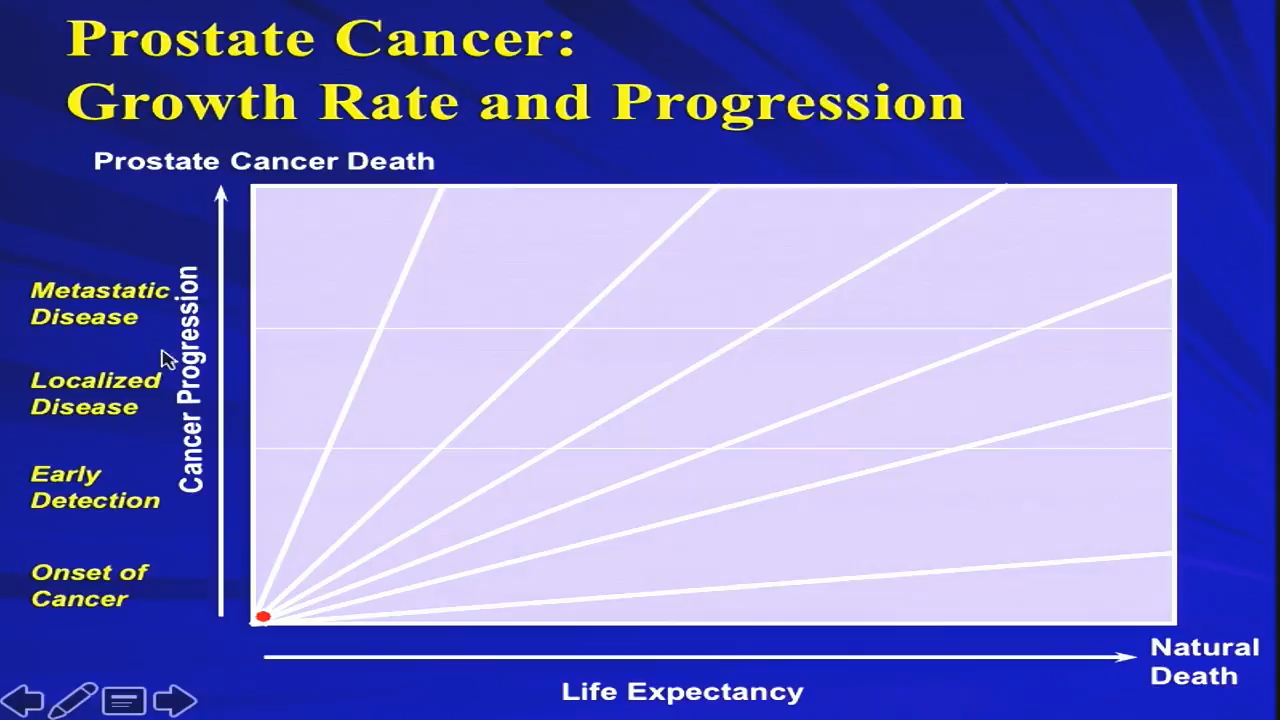 Prostate Cancer:
Growth Rate and Progression
Prostate Cancer Death
Metastatic
Disease
Localized
Disease
Early
Detection
Onset of
Cancer
Cancer Progression
Life Expectancy
Natural
Death